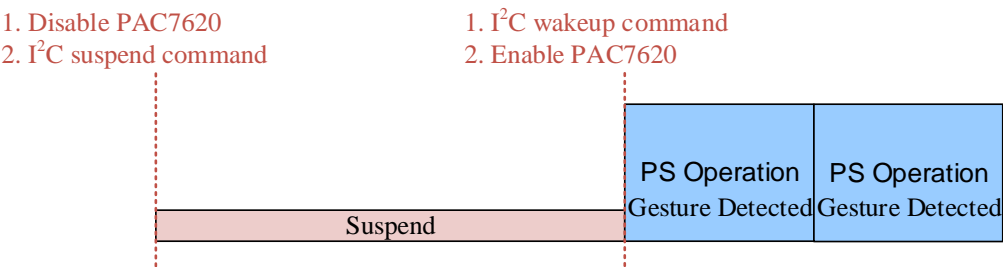 1. Disable PAC7620
2. I²C suspend command
1. I²C wakeup command
2. Enable PAC7620
Suspend
PS Operation
Gesture Detected
PS Operation
Gesture Detected